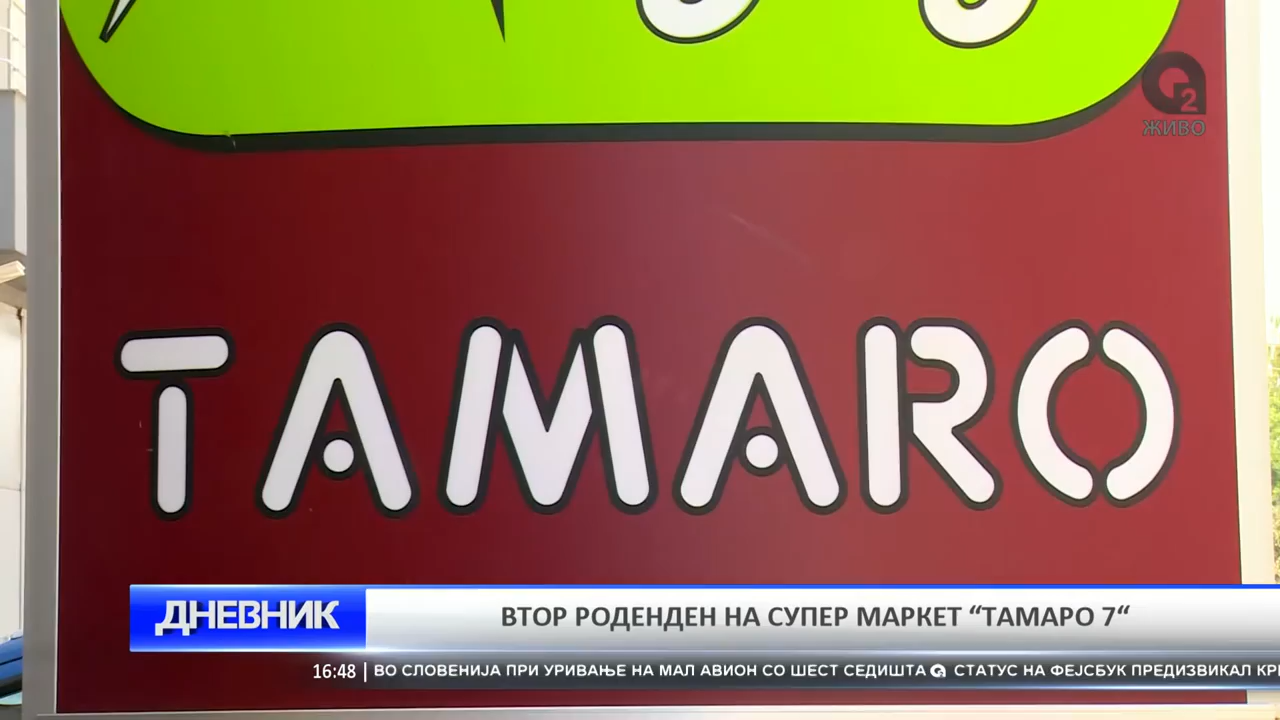 2
ЖИВО
TAMARO
ДНЕВНИК
ВТОР РОДЕНДЕН НА СУПЕР МАРКЕТ “ТАМАРО 7“
16:48 | ВО СЛОВЕНИЈА ПРИ УРИВАЊЕ НА МАЛ АВИОН СО ШЕСТ СЕДИШТА СТАТУС НА ФЕЈСБУК ПРЕДИЗВИКАЛ